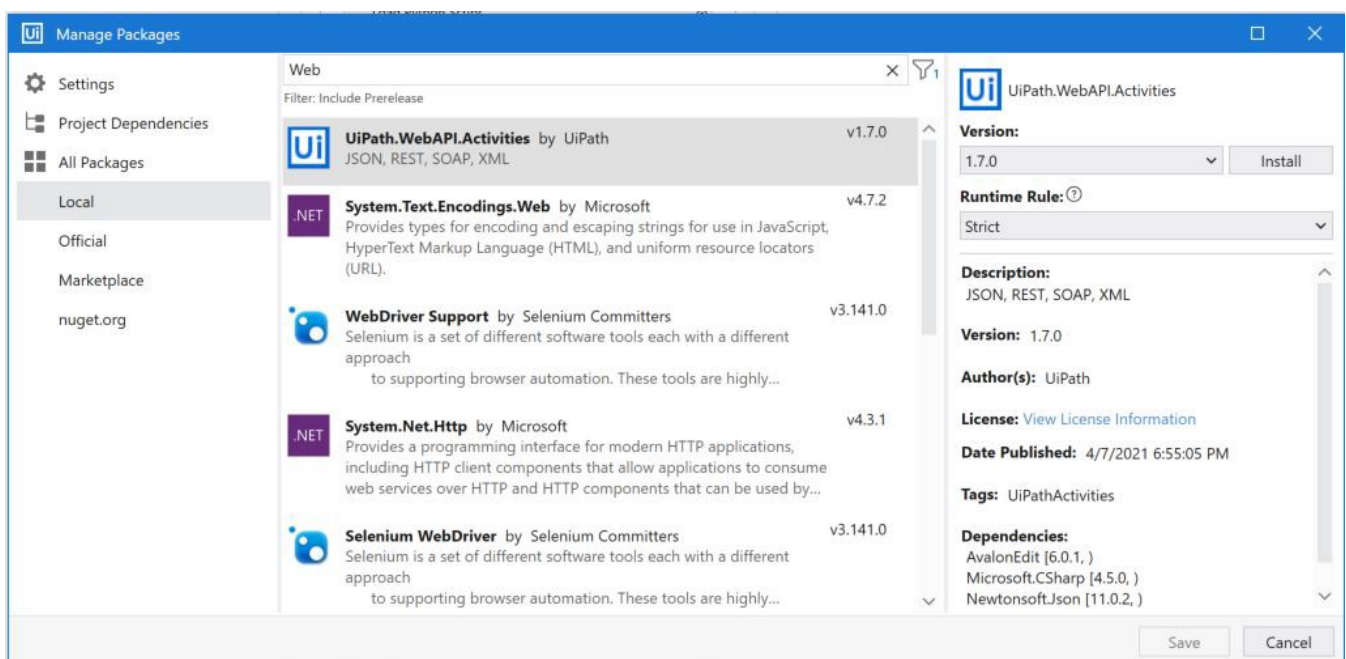 Load Python Script
Ui Manage Packages
Settings
Project Dependencies
All Packages
Local
Official
Marketplace
nuget.org
Web
1
Filter: Include Prerelease
Ui
UiPath.WebAPI.Activities by UiPath v1.7.0
JSON, REST, SOAP, XML
.NET
System.Text.Encodings.Web by Microsoft v4.7.2
Provides types for encoding and escaping strings for use in JavaScript,
HyperText Markup Language (HTML), and uniform resource locators
(URL).
WebDriver Support by Selenium Committers v3.141.0
Selenium is a set of different software tools each with a different
approach
to supporting browser automation. These tools are highly...
.NET
System.Net.Http by Microsoft v4.3.1
Provides a programming interface for modern HTTP applications,
including HTTP client components that allow applications to consume
web services over HTTP and HTTP components that can be used by...
Selenium WebDriver by Selenium Committers v3.141.0
Selenium is a set of different software tools each with a different
approach
to supporting browser automation. These tools are highly...
Ui UiPath.WebAPI.Activities
Version:
1.7.0 Install
Runtime Rule: ?
Strict
Description:
JSON, REST, SOAP, XML
Version: 1.7.0
Author(s): UiPath
License: View License Information
Date Published: 4/7/2021 6:55:05 PM
Tags: UiPathActivities
Dependencies:
AvalonEdit [6.0.1, )
Microsoft.CSharp [4.5.0, )
Newtonsoft.Json [11.0.2, )
Save Cancel